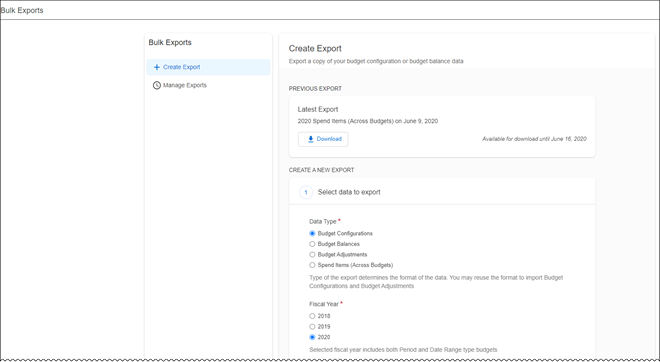 Bulk Exports
Bulk Exports
Create Export
Manage Exports
Create Export
Export a copy of your budget configuration or budget balance data
PREVIOUS EXPORT
Latest Export
2020 Spend Items (Across Budgets) on June 9, 2020
Download
Available for download until June 16, 2020
CREATE A NEW EXPORT
1 Select data to export
Data Type *
Budget Configurations
Budget Balances
Budget Adjustments
Spend Items (Across Budgets)
Type of the export determines the format of the data. You may reuse the format to import Budget
Configurations and Budget Adjustments
Fiscal Year *
2018
2019
2020
Selected fiscal year includes both Period and Date Range type budgets